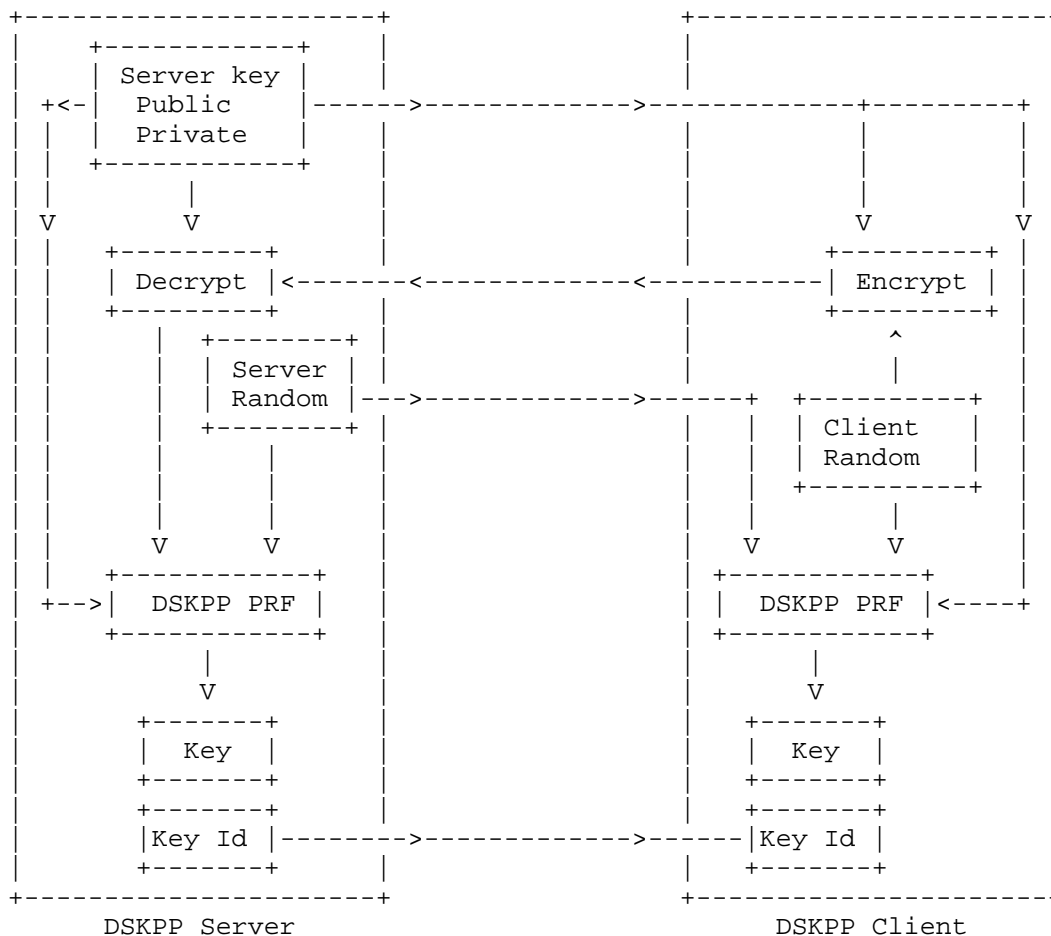 Server key
Public
Private
Decrypt Encrypt
Server
Random
Client
Random
DSKPP PRF DSKPP PRF
Key Key
Key Id Key Id
DSKPP Server DSKPP Client